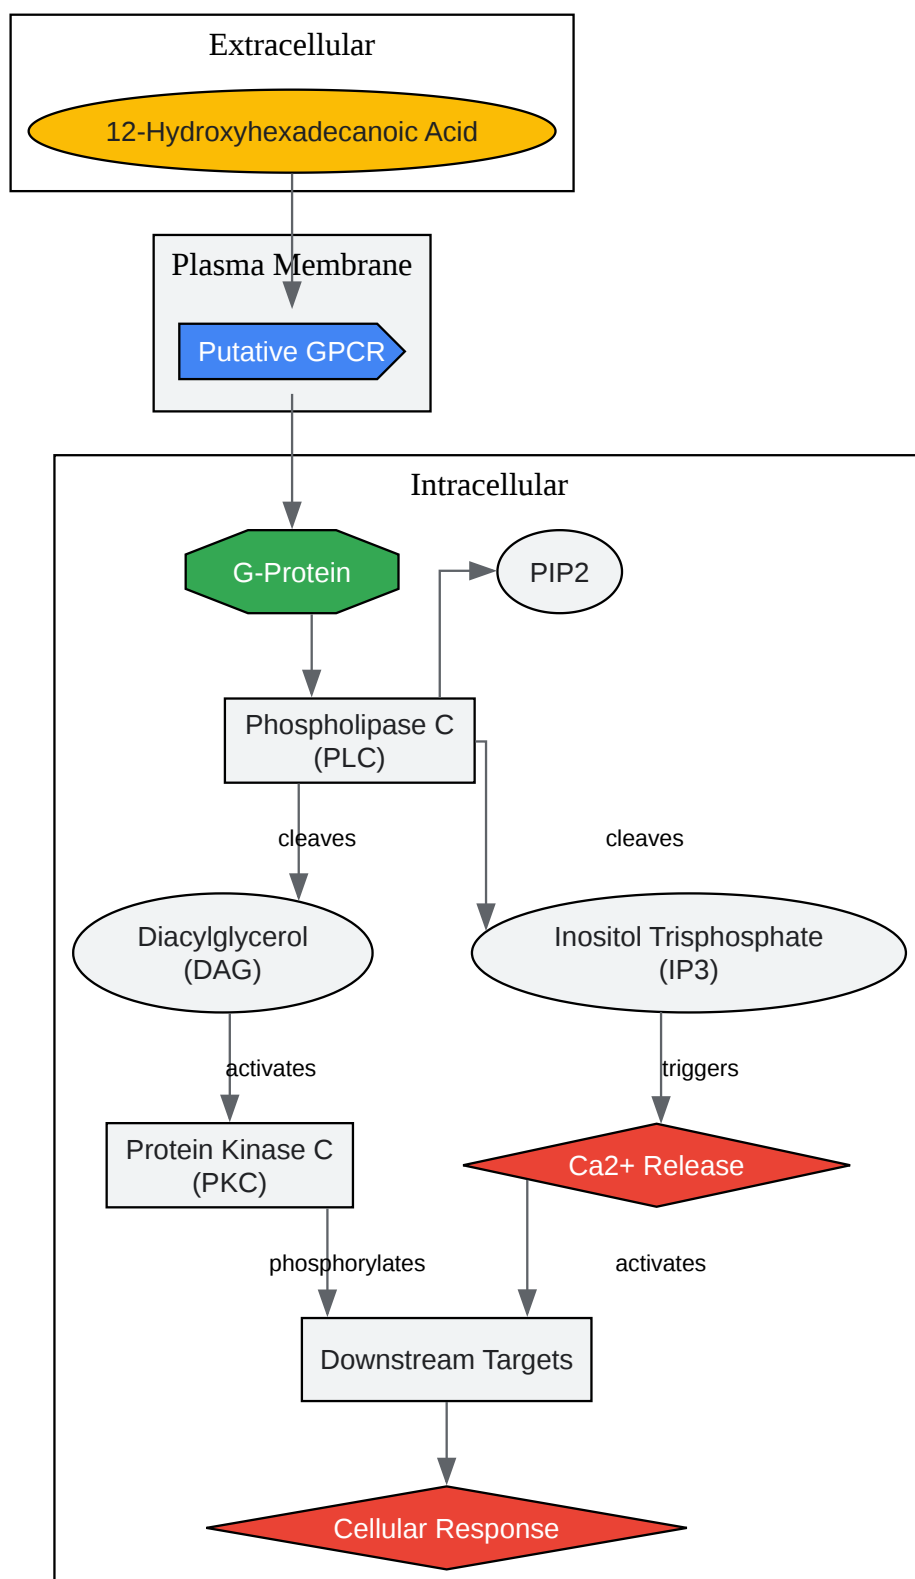 Extracellular
12-Hydroxyhexadecanoic Acid
Plasma Membrane
Putative GPCR
Intracellular
G-Protein
PIP2
Phospholipase C
(PLC)
cleaves
cleaves
Diacylglycerol
(DAG)
Inositol Trisphosphate
(IP3)
activates
triggers
Protein Kinase C
(PKC)
Ca2+ Release
phosphorylates
activates
Downstream Targets
Cellular Response